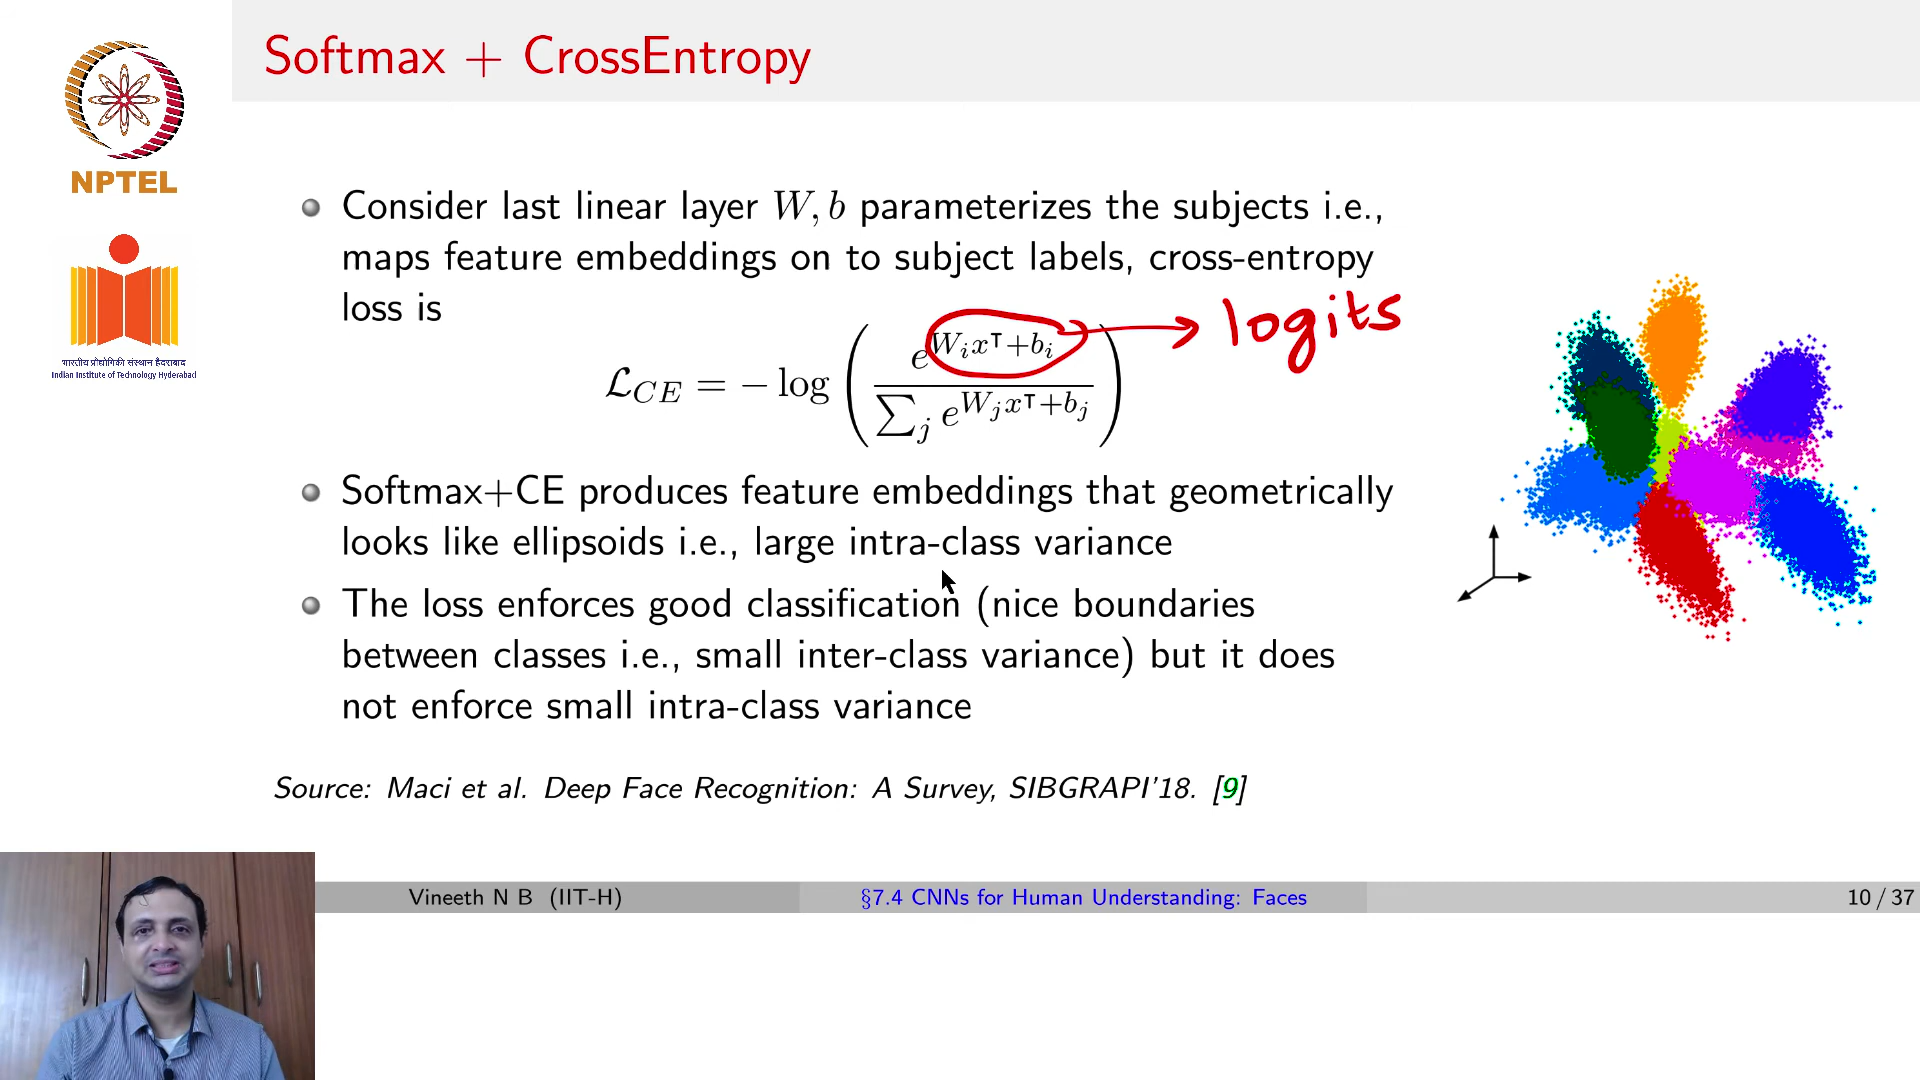 Softmax + CrossEntropy
NPTEL
भारतीय प्रौद्योगिकी संस्थान हैदराबाद
Indian Institute of Technology Hyderabad
Consider last linear layer W, b parameterizes the subjects i.e.,
maps feature embeddings on to subject labels, cross-entropy
loss is
logits
ℒ_{CE} = − log ( e^{W_i x^⊺ + b_i} / ∑_j e^{W_j x^⊺ + b_j} )
Softmax+CE produces feature embeddings that geometrically
looks like ellipsoids i.e., large intra-class variance
The loss enforces good classification (nice boundaries
between classes i.e., small inter-class variance) but it does
not enforce small intra-class variance
Source: Maci et al. Deep Face Recognition: A Survey, SIBGRAPI'18. [9]
Vineeth N B (IIT-H)
§7.4 CNNs for Human Understanding: Faces
10 / 37